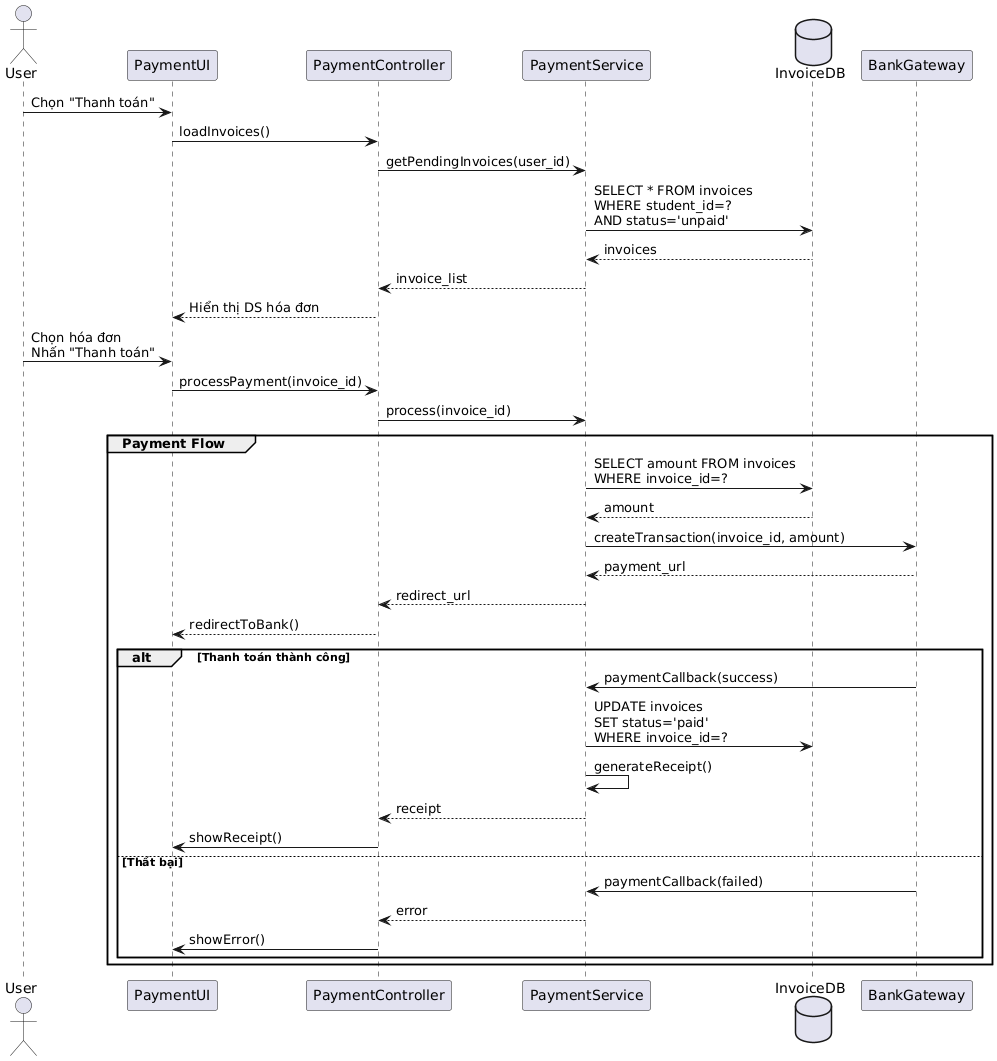 User
PaymentUI
PaymentController
PaymentService
InvoiceDB
BankGateway
Chọn "Thanh toán"
loadInvoices()
getPendingInvoices(user_id)
SELECT * FROM invoices
WHERE student_id=?
AND status='unpaid'
invoices
invoice_list
Hiển thị DS hóa đơn
Chọn hóa đơn
Nhấn "Thanh toán"
processPayment(invoice_id)
process(invoice_id)
Payment Flow
SELECT amount FROM invoices
WHERE invoice_id=?
amount
createTransaction(invoice_id, amount)
payment_url
redirect_url
redirectToBank()
alt [Thanh toán thành công]
paymentCallback(success)
UPDATE invoices
SET status='paid'
WHERE invoice_id=?
generateReceipt()
receipt
showReceipt()
[Thất bại]
paymentCallback(failed)
error
showError()
User
PaymentUI
PaymentController
PaymentService
InvoiceDB
BankGateway